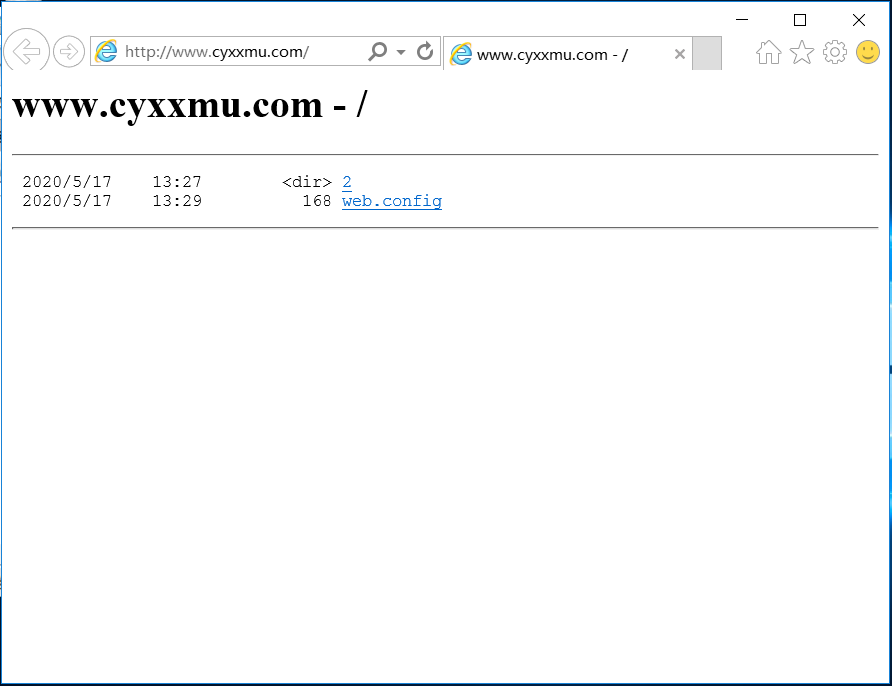 http://www.cyxxmu.com/
www.cyxxmu.com - /
www.cyxxmu.com - /
2020/5/17 13:27 <dir> 2
2020/5/17 13:29 168 web.config